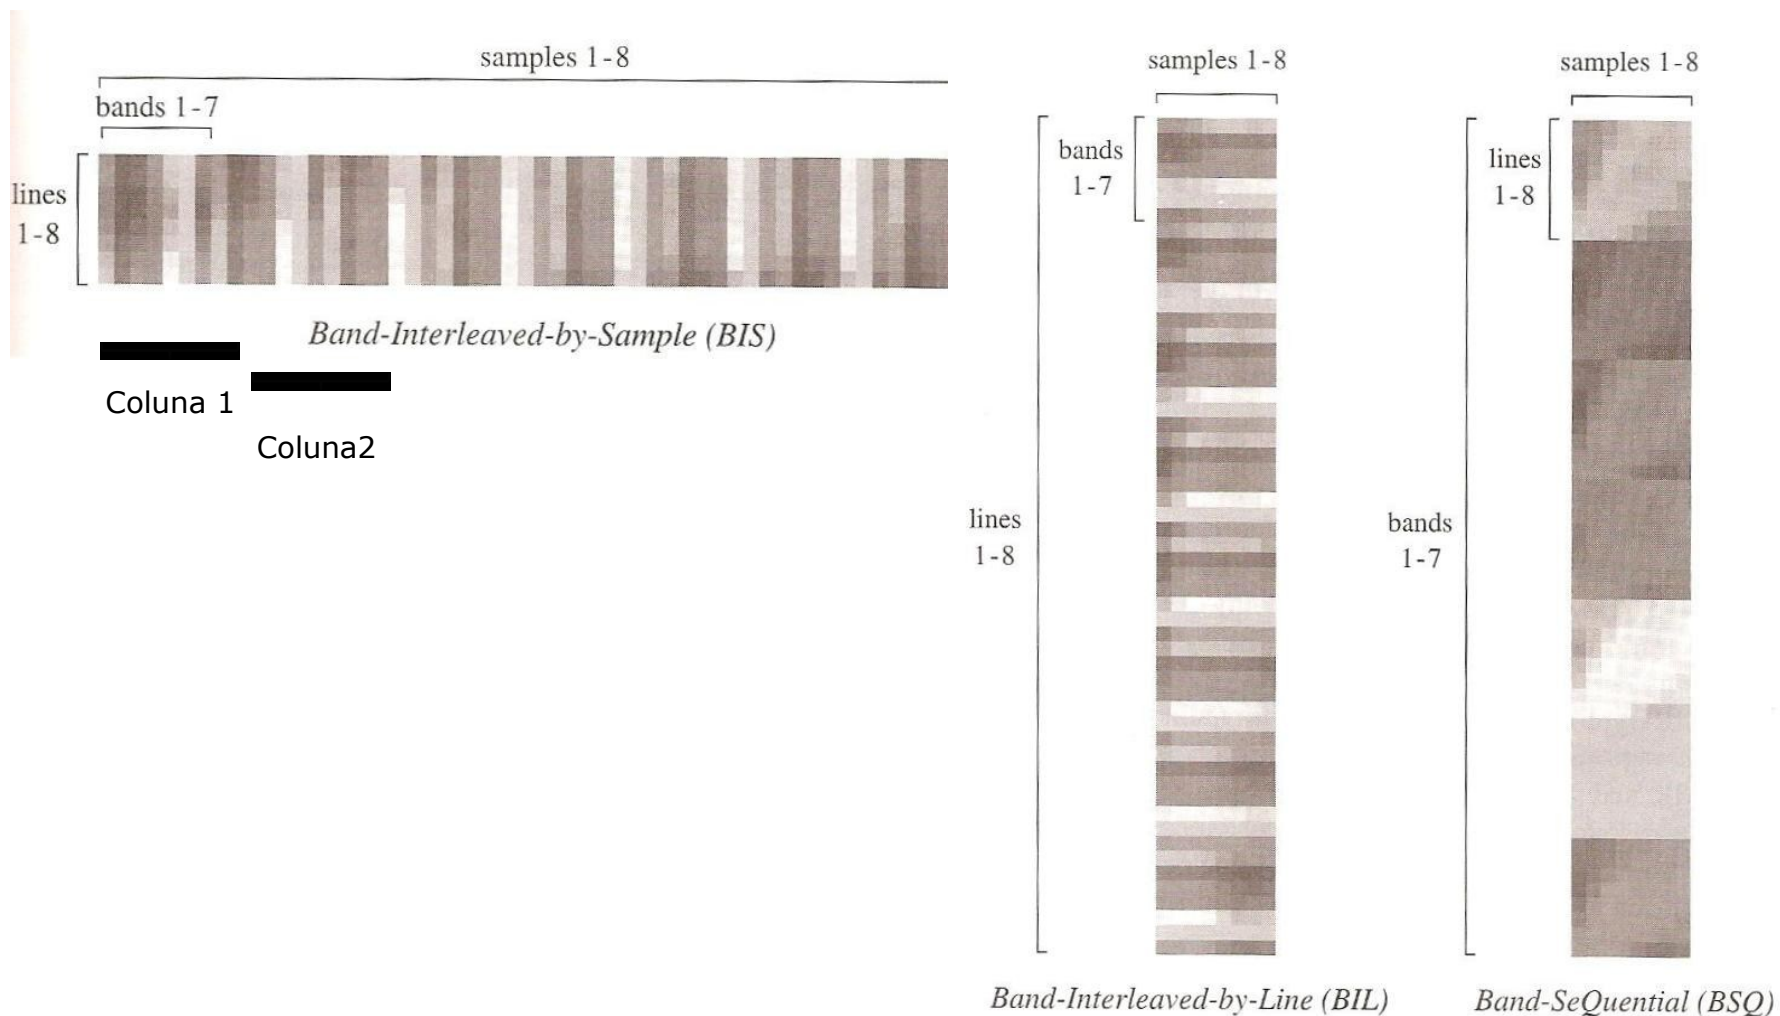 samples 1-8
bands 1-7
lines
1-8
Band-Interleaved-by-Sample (BIS)
Coluna 1
Coluna2
samples 1-8
bands
1-7
lines
1-8
Band-Interleaved-by-Line (BIL)
samples 1-8
lines
1-8
bands
1-7
Band-SeQuential (BSQ)